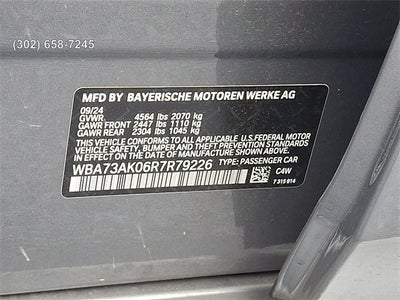 (302) 658-7245
MFD BY BAYERISCHE MOTOREN WERKE AG
09/24
GVWR. 4564 lbs 2070 kg
GAWR FRONT 2447 lbs 1110 kg
GAWR REAR 2304 lbs 1045 kg
THIS VEHICLE CONFORMS TO ALL APPLICABLE U.S.FEDERAL MOTOR
VEHICLE SAFETY, BUMPER, AND THEFT PREVENTION STANDARDS
IN EFFECT ON THE DATE OF MANUFACTURE SHOWN ABOVE.
WBA73AK06R7R79226 TYPE: PASSENGER CAR
C4W
7 315 814